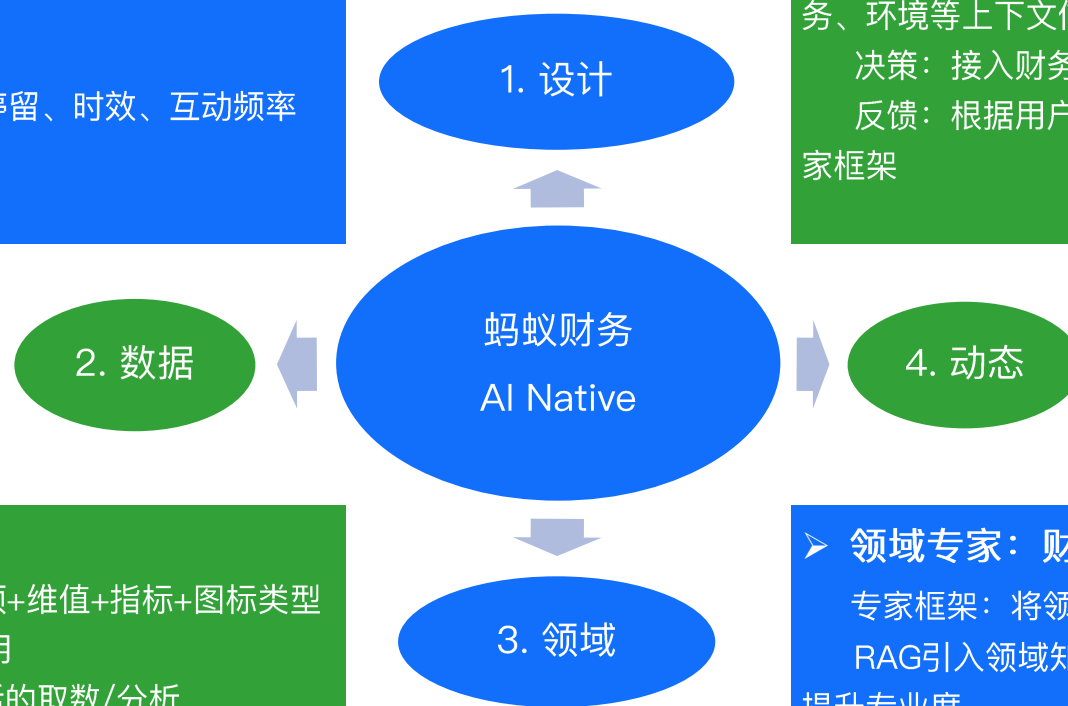 停留、时效、互动频率
1. 设计
务、环境等上下文
决策：接入财务
反馈：根据用户
家框架
2. 数据
蚂蚁财务
AI Native
4. 动态
+维值+指标+图标类型
的取数/分析
3. 领域
➢ 领域专家：财
专家框架：将领
RAG引入领域知
提升专业度